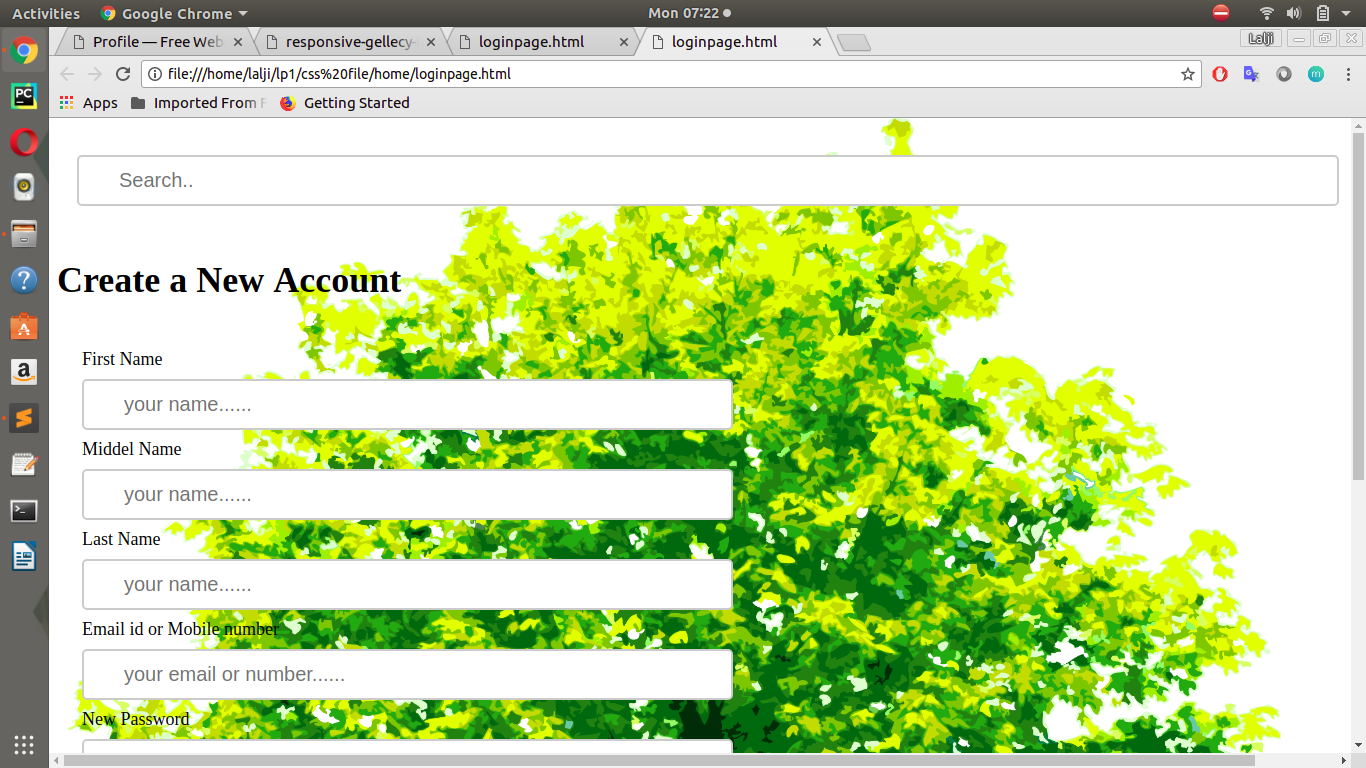 Activities Google Chrome Mon 07:22
Profile — Free Web responsive-gellecy- loginpage.html loginpage.html Lalji
file:///home/lalji/lp1/css%20file/home/loginpage.html
Apps Imported From F Getting Started
Search..
Create a New Account
First Name
your name......
Middel Name
your name......
Last Name
your name......
Email id or Mobile number
your email or number......
New Password